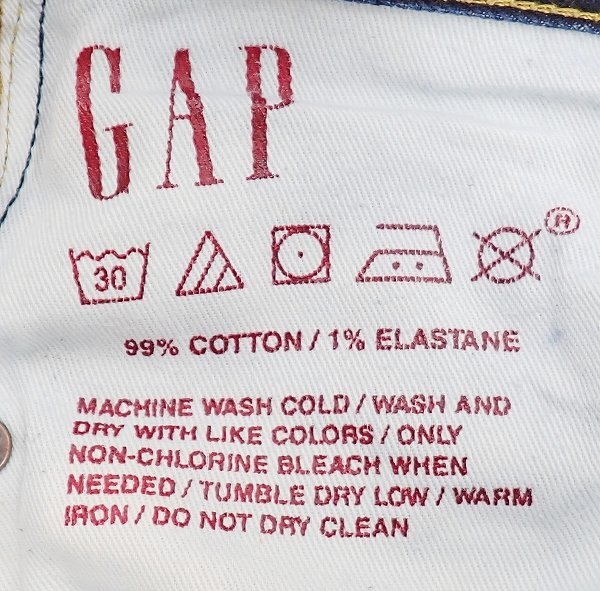 GAP
30
99% COTTON / 1% ELASTANE
MACHINE WASH COLD / WASH AND
DRY WITH LIKE COLORS / ONLY
NON-CHLORINE BLEACH WHEN
NEEDED / TUMBLE DRY LOW / WARM
IRON / DO NOT DRY CLEAN